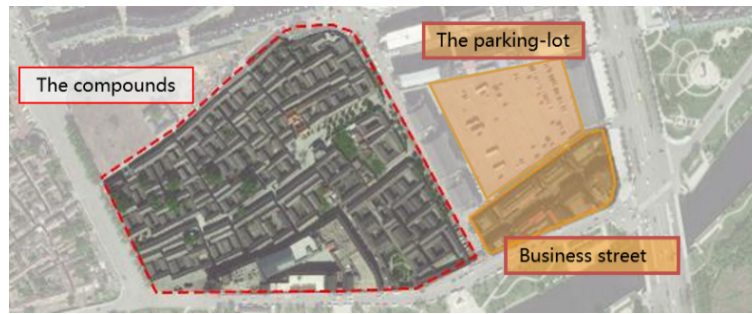 The parking-lot
The compounds
Business street